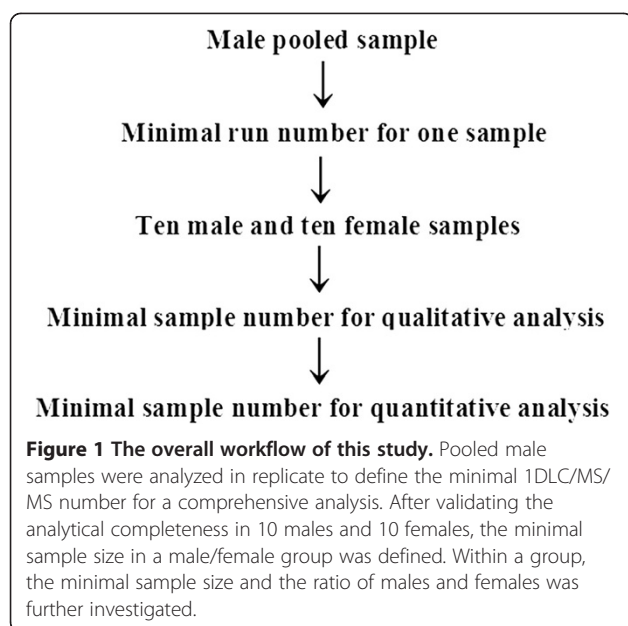 Male pooled sample
Minimal run number for one sample
Ten male and ten female samples
Minimal sample number for qualitative analysis
Minimal sample number for quantitative analysis
Figure 1 The overall workflow of this study. Pooled male
samples were analyzed in replicate to define the minimal 1DLC/MS/
MS number for a comprehensive analysis. After validating the
analytical completeness in 10 males and 10 females, the minimal
sample size in a male/female group was defined. Within a group,
the minimal sample size and the ratio of males and females was
further investigated.